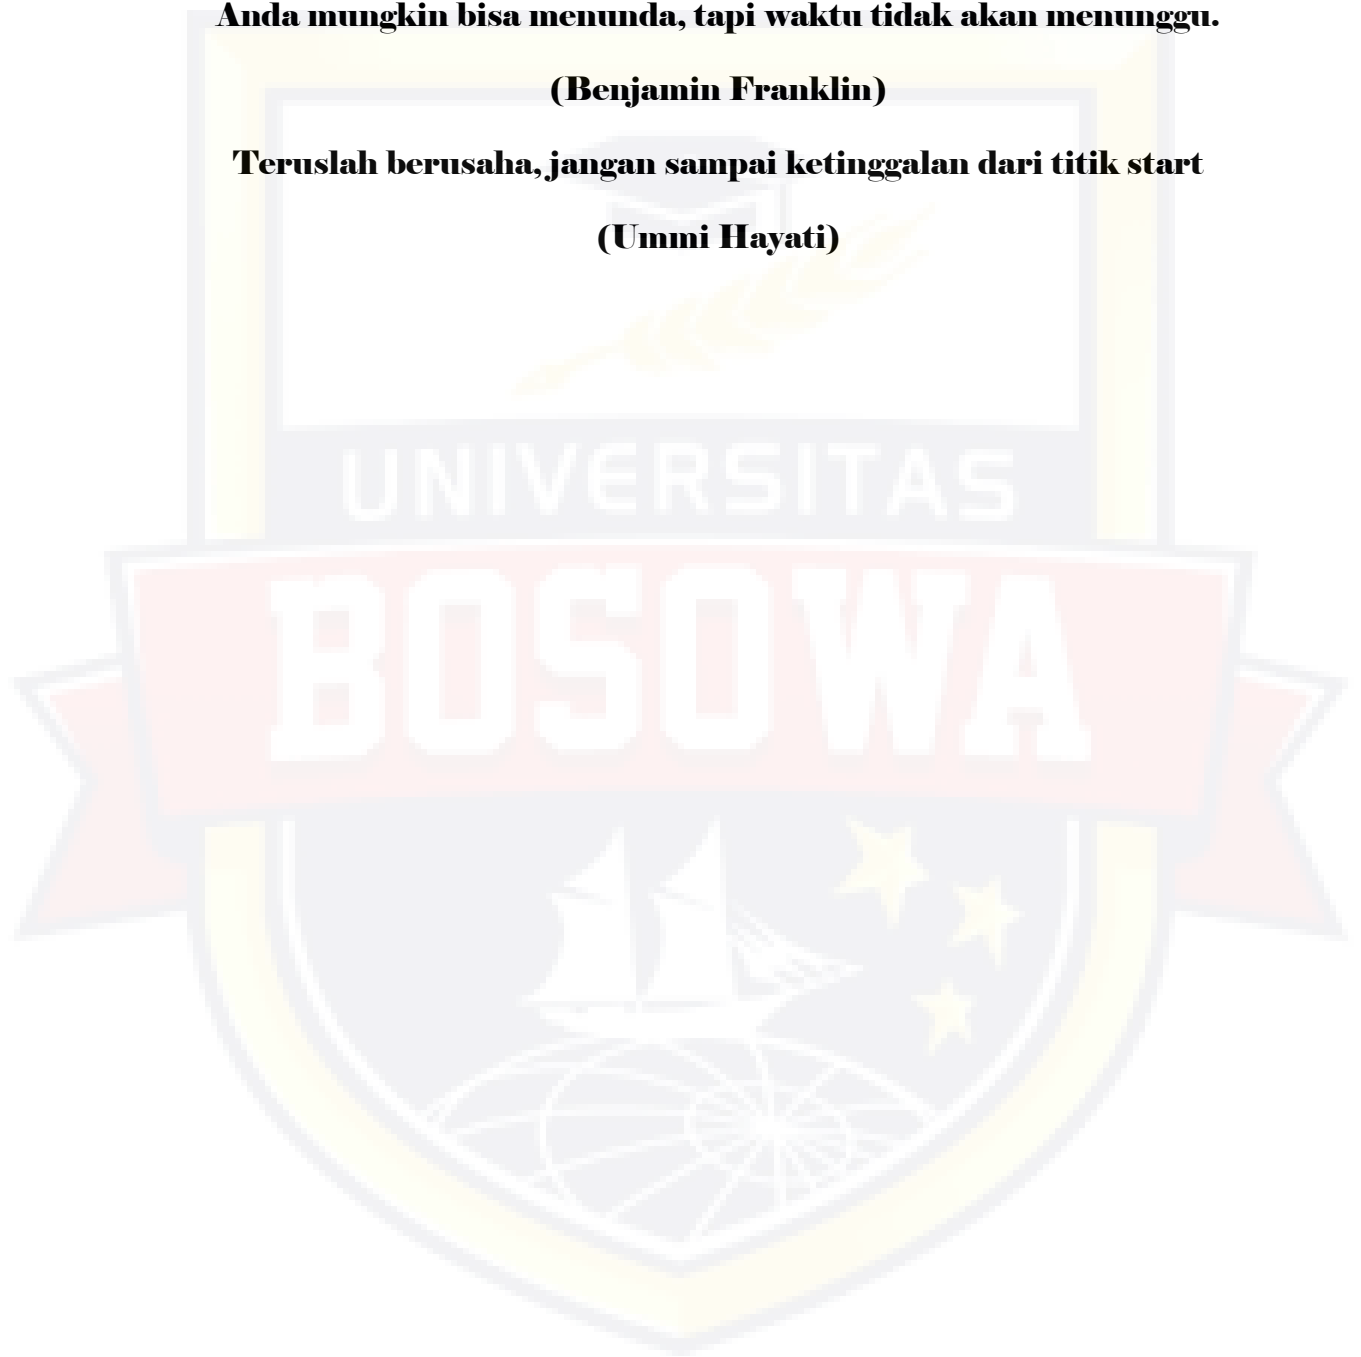 Anda mungkin bisa menunda, tapi waktu tidak akan menunggu.
(Benjamin Franklin)
Teruslah berusaha, jangan sampai ketinggalan dari titik start
(Ummi Hayati)
UNIVERSITAS
BOSOWA